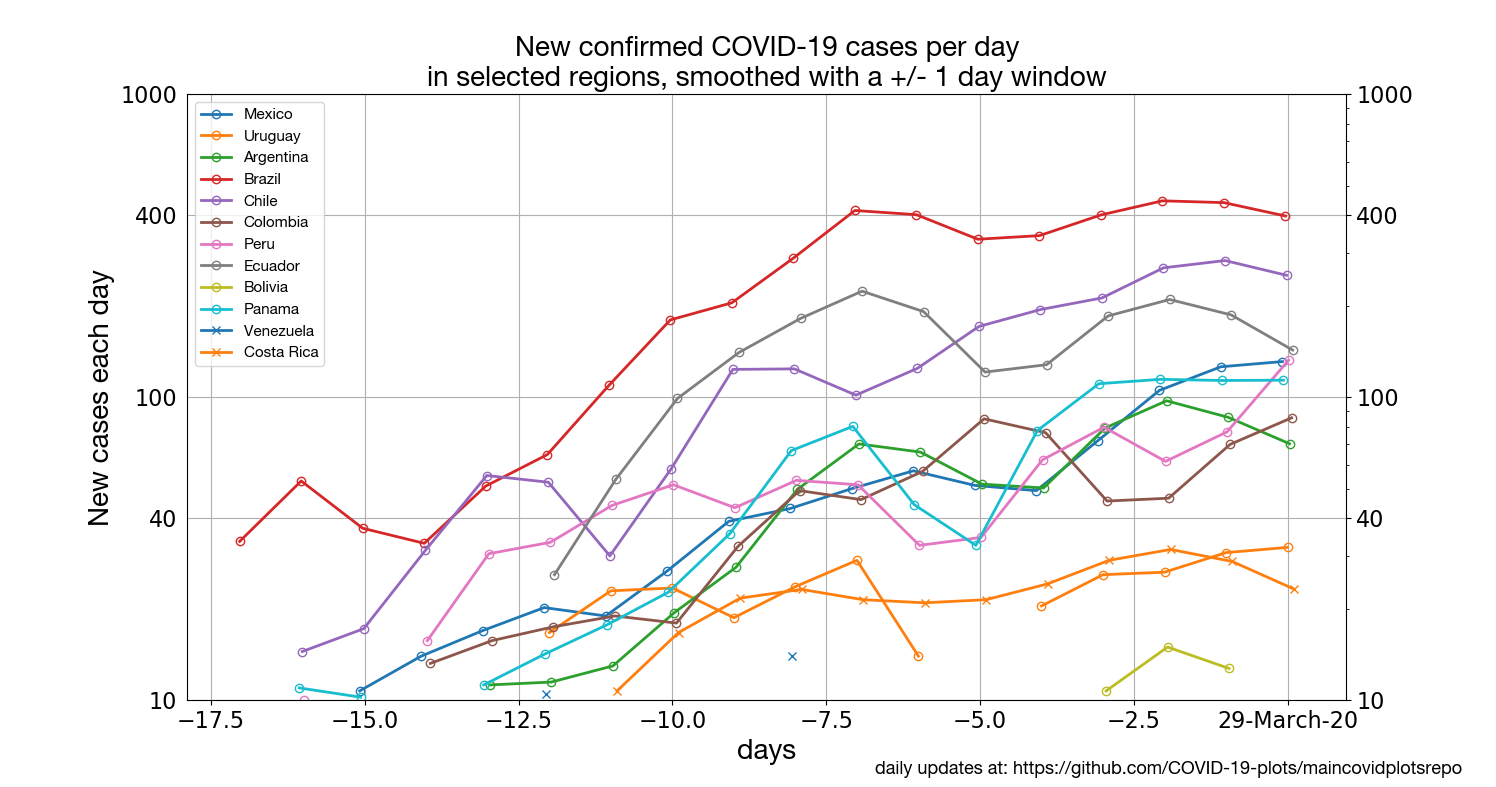 New confirmed COVID-19 cases per day
in selected regions, smoothed with a +/- 1 day window
1000
400
100
40
10
New cases each day
Mexico
Uruguay
Argentina
Brazil
Chile
Colombia
Peru
Ecuador
Bolivia
Panama
Venezuela
Costa Rica
1000
400
100
40
10
−17.5 −15.0 −12.5 −10.0 −7.5 −5.0 −2.5 29-March-20
days
daily updates at: https://github.com/COVID-19-plots/maincovidplotsrepo